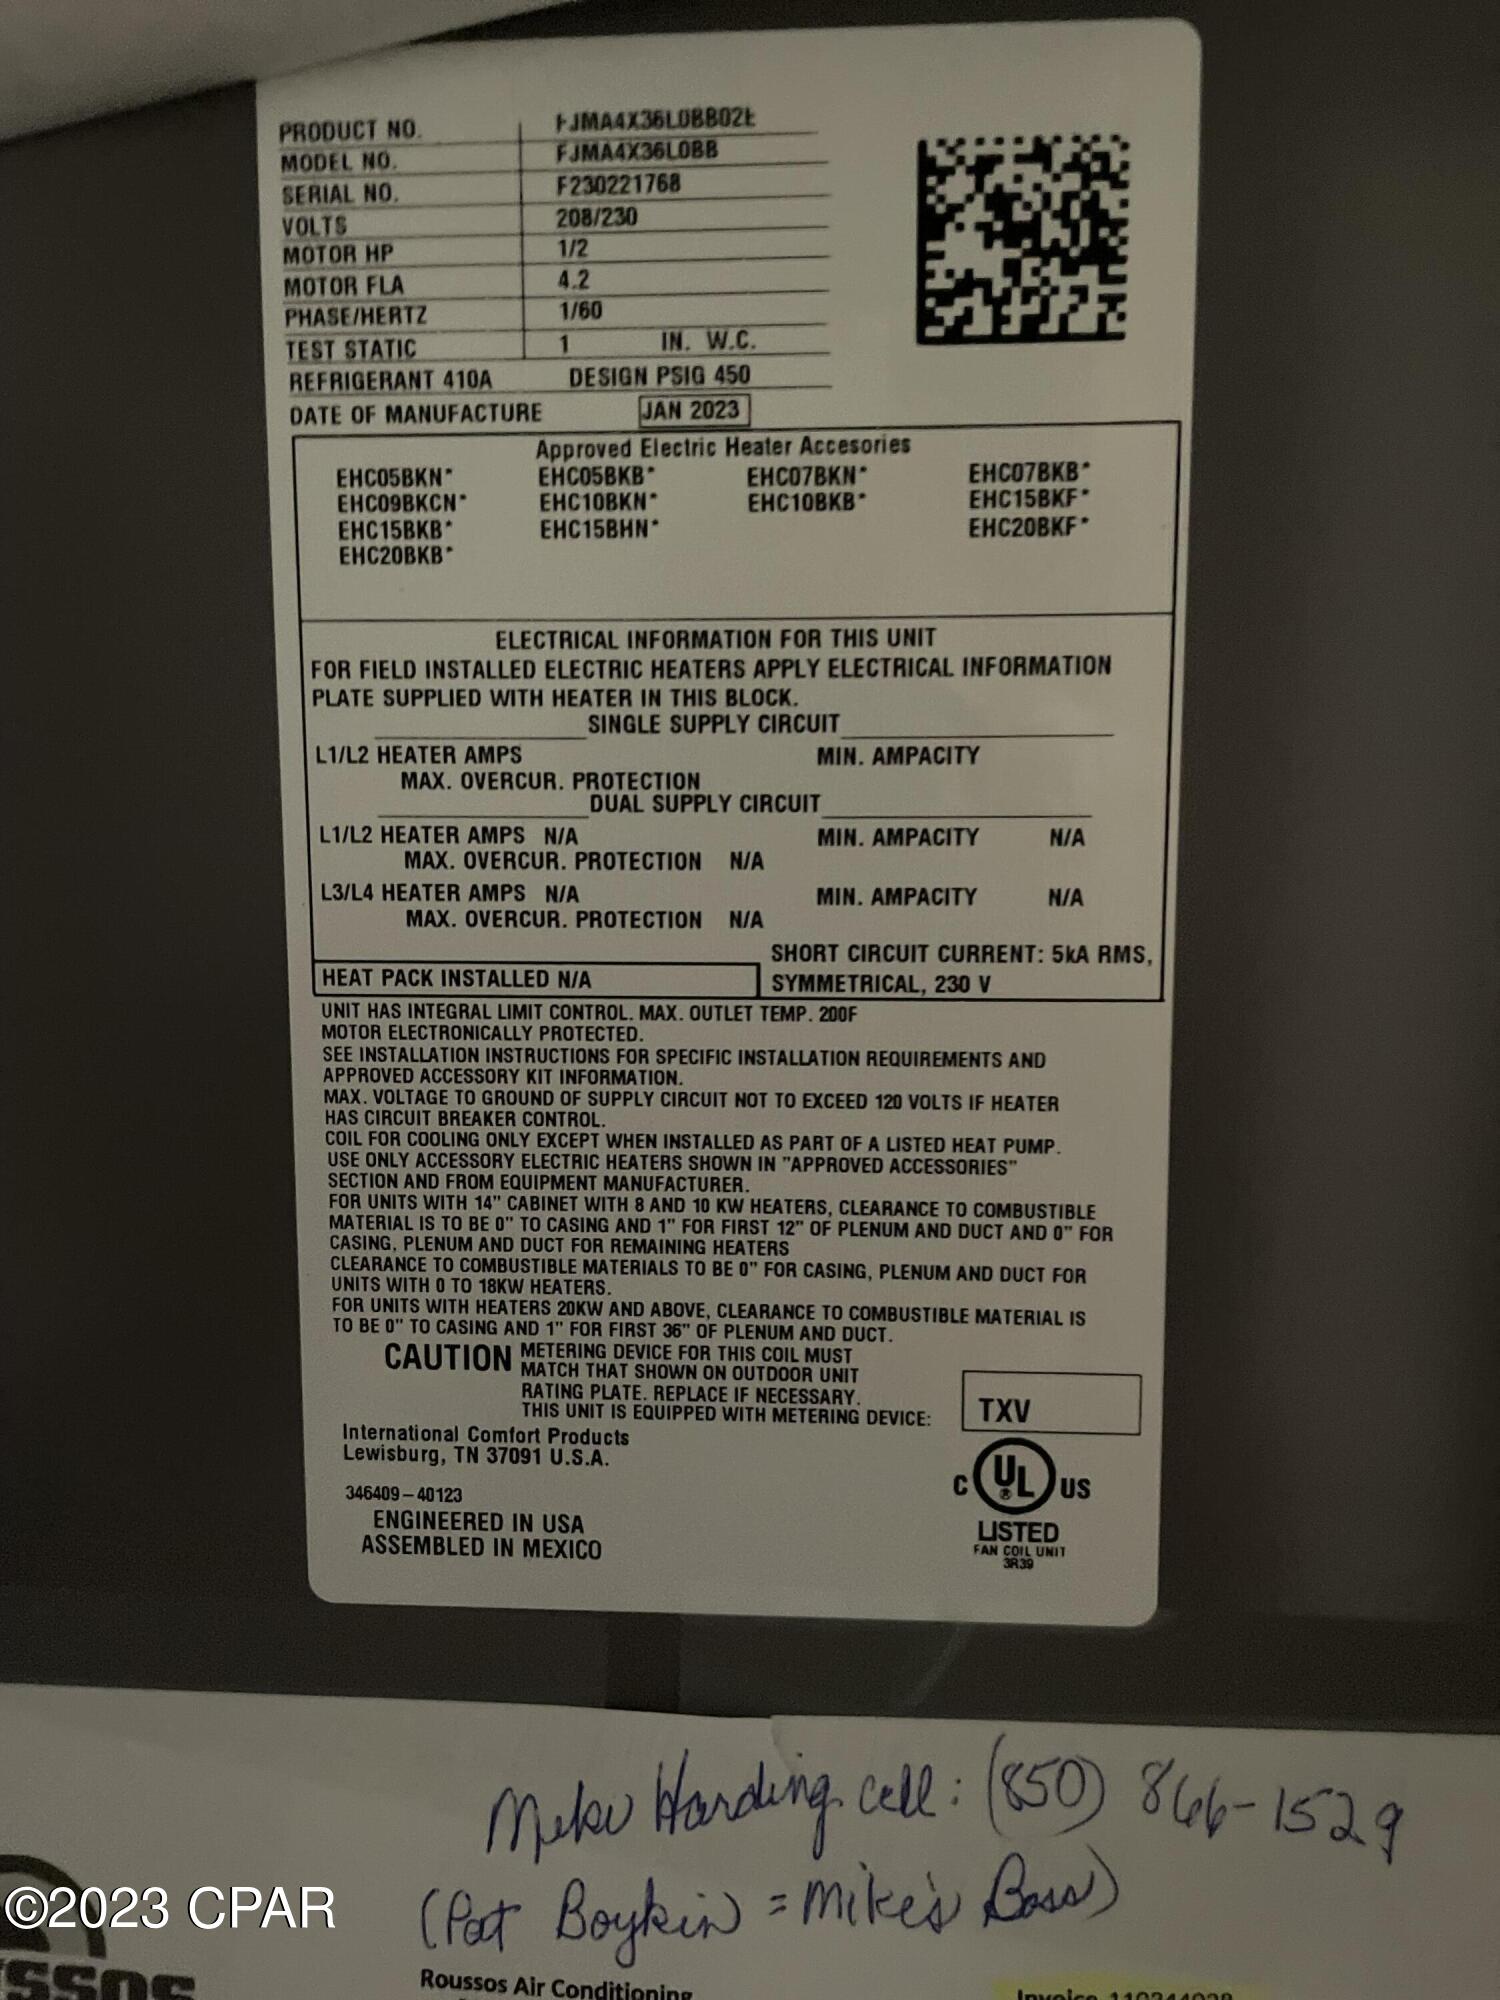 PRODUCT NO. FJMA4X36L0BB02E
MODEL NO. FJMA4X36L0BB
SERIAL NO. F230221768
VOLTS 208/230
MOTOR HP 1/2
MOTOR FLA 4.2
PHASE/HERTZ 1/60
TEST STATIC 1 IN. W.C.
REFRIGERANT 410A DESIGN PSIG 450
DATE OF MANUFACTURE JAN 2023
Approved Electric Heater Accesories
EHC05BKN* EHC05BKB* EHC07BKN* EHC07BKB*
EHC09BKCN* EHC10BKN* EHC10BKB* EHC15BKF*
EHC15BKB* EHC15BHN* EHC20BKF*
EHC20BKB*
ELECTRICAL INFORMATION FOR THIS UNIT
FOR FIELD INSTALLED ELECTRIC HEATERS APPLY ELECTRICAL INFORMATION
PLATE SUPPLIED WITH HEATER IN THIS BLOCK.
SINGLE SUPPLY CIRCUIT
L1/L2 HEATER AMPS MIN. AMPACITY
MAX. OVERCUR. PROTECTION
DUAL SUPPLY CIRCUIT
L1/L2 HEATER AMPS N/A MIN. AMPACITY N/A
MAX. OVERCUR. PROTECTION N/A
L3/L4 HEATER AMPS N/A MIN. AMPACITY N/A
MAX. OVERCUR. PROTECTION N/A
SHORT CIRCUIT CURRENT: 5kA RMS,
HEAT PACK INSTALLED N/A SYMMETRICAL, 230 V
UNIT HAS INTEGRAL LIMIT CONTROL. MAX. OUTLET TEMP. 200F
MOTOR ELECTRONICALLY PROTECTED.
SEE INSTALLATION INSTRUCTIONS FOR SPECIFIC INSTALLATION REQUIREMENTS AND
APPROVED ACCESSORY KIT INFORMATION.
MAX. VOLTAGE TO GROUND OF SUPPLY CIRCUIT NOT TO EXCEED 120 VOLTS IF HEATER
HAS CIRCUIT BREAKER CONTROL.
COIL FOR COOLING ONLY EXCEPT WHEN INSTALLED AS PART OF A LISTED HEAT PUMP.
USE ONLY ACCESSORY ELECTRIC HEATERS SHOWN IN "APPROVED ACCESSORIES"
SECTION AND FROM EQUIPMENT MANUFACTURER.
FOR UNITS WITH 14" CABINET WITH 8 AND 10 KW HEATERS, CLEARANCE TO COMBUSTIBLE
MATERIAL IS TO BE 0" TO CASING AND 1" FOR FIRST 12" OF PLENUM AND DUCT AND 0" FOR
CASING, PLENUM AND DUCT FOR REMAINING HEATERS
CLEARANCE TO COMBUSTIBLE MATERIALS TO BE 0" FOR CASING, PLENUM AND DUCT FOR
UNITS WITH 0 TO 18KW HEATERS.
FOR UNITS WITH HEATERS 20KW AND ABOVE, CLEARANCE TO COMBUSTIBLE MATERIAL IS
TO BE 0" TO CASING AND 1" FOR FIRST 36" OF PLENUM AND DUCT.
CAUTION METERING DEVICE FOR THIS COIL MUST
MATCH THAT SHOWN ON OUTDOOR UNIT
RATING PLATE. REPLACE IF NECESSARY.
THIS UNIT IS EQUIPPED WITH METERING DEVICE: TXV
International Comfort Products
Lewisburg, TN 37091 U.S.A.
C UL ® US
346409-40123
ENGINEERED IN USA
ASSEMBLED IN MEXICO
LISTED
FAN COIL UNIT
3R39
Mike Harding cell: (850) 866-1529
(Pat Boykin = Mike's Boss)
©2023 CPAR
Roussos Air Conditioning